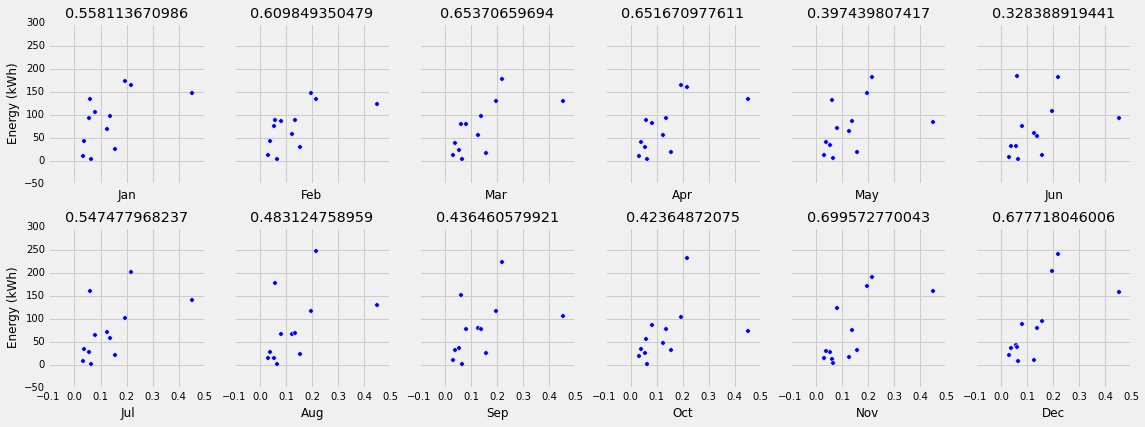 0.558113670986 0.609849350479 0.65370659694 0.651670977611 0.397439807417 0.328388919441
300
250
200
150
100
50
0
−50
Energy (kWh)
Jan Feb Mar Apr May Jun
0.547477968237 0.483124758959 0.436460579921 0.42364872075 0.699572770043 0.677718046006
300
250
200
150
100
50
0
−50
Energy (kWh)
−0.1 0.0 0.1 0.2 0.3 0.4 0.5 −0.1 0.0 0.1 0.2 0.3 0.4 0.5 −0.1 0.0 0.1 0.2 0.3 0.4 0.5 −0.1 0.0 0.1 0.2 0.3 0.4 0.5 −0.1 0.0 0.1 0.2 0.3 0.4 0.5 −0.1 0.0 0.1 0.2 0.3 0.4 0.5
Jul Aug Sep Oct Nov Dec